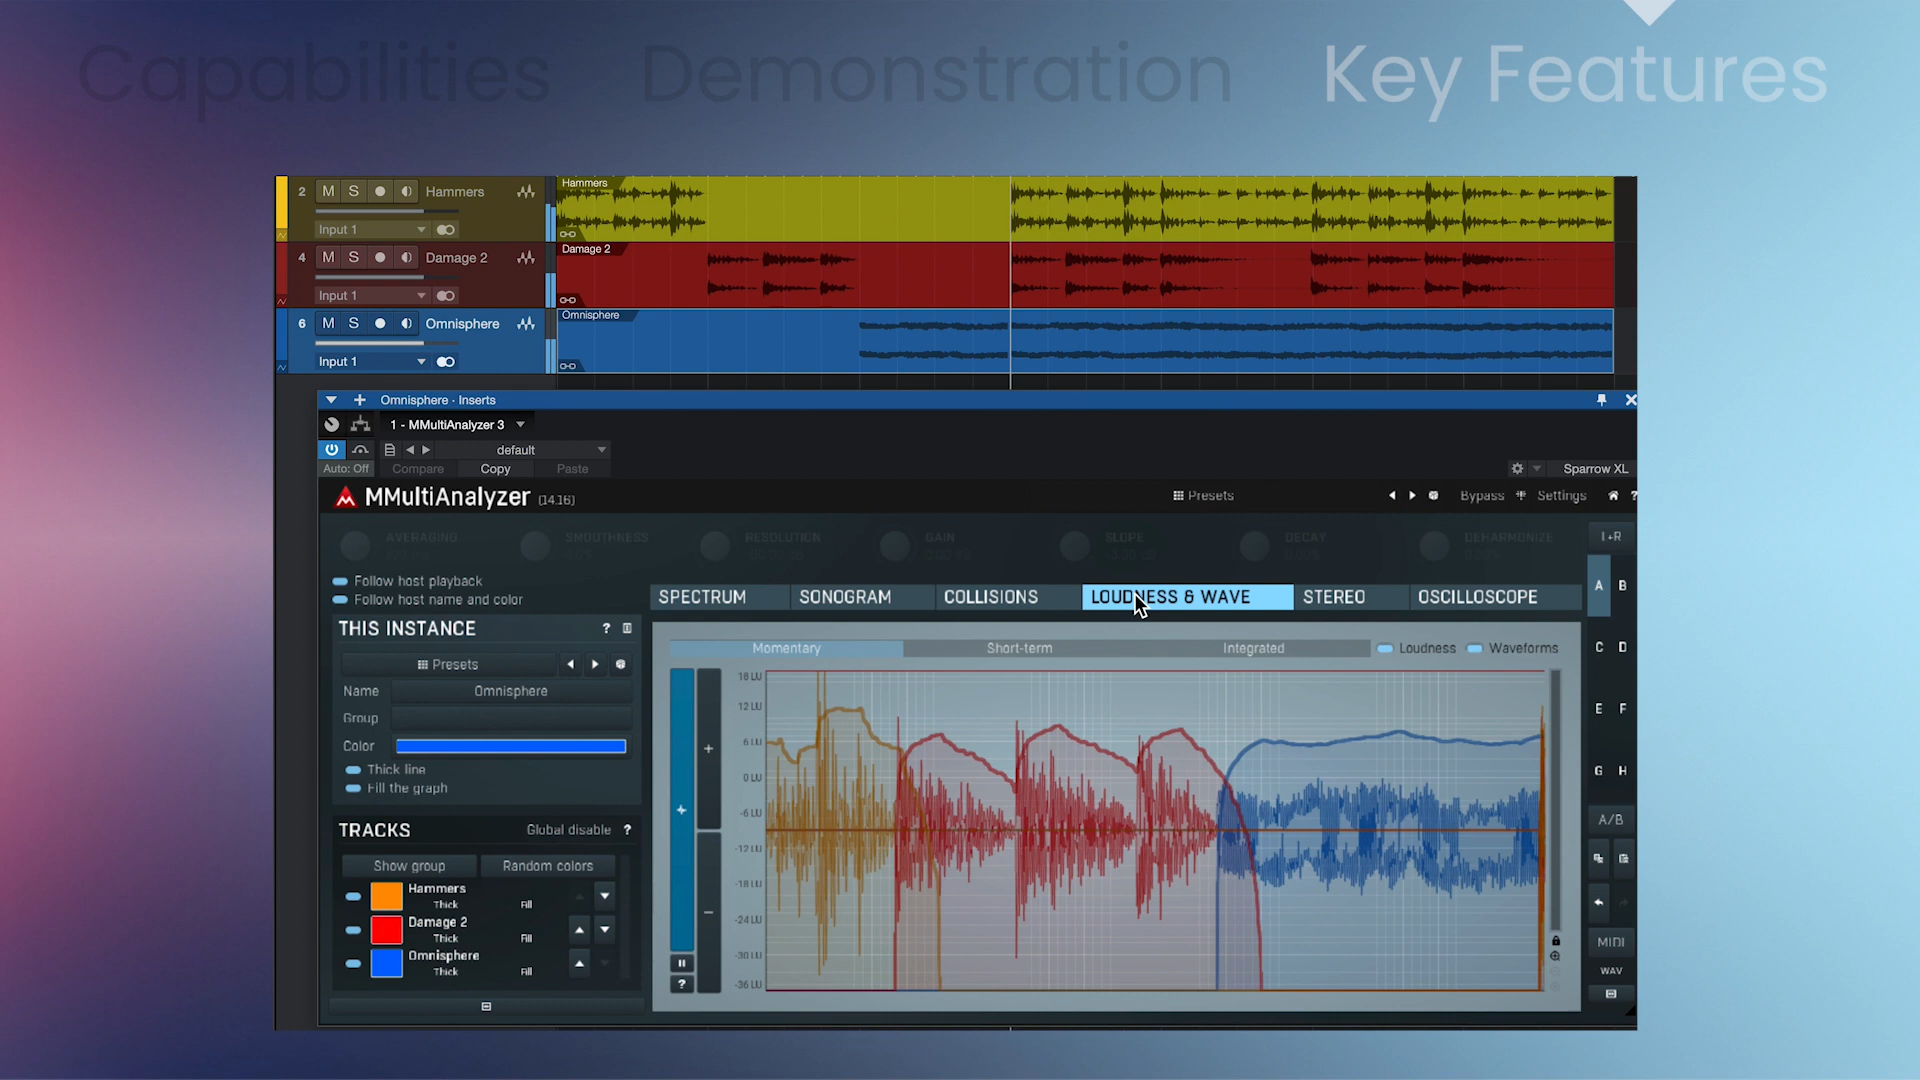 Capabilities Demonstration Key Features
2 M S Hammers
Input 1
Hammers
4 M S Damage 2
Input 1
Damage 2
6 M S Omnisphere
Input 1
Omnisphere
Omnisphere · Inserts
1 - MMultiAnalyzer 3
default
Auto: Off Compare Copy Paste Sparrow XL
MMultiAnalyzer (14.16) Presets Bypass Settings ?
AVERAGING SMOOTHNESS RESOLUTION GAIN SLOPE DECAY DEHARMONIZE
L+R
Follow host playback
Follow host name and color
SPECTRUM SONOGRAM COLLISIONS LOUDNESS & WAVE STEREO OSCILLOSCOPE
A B
C D
E F
G H
A/B
MIDI
WAV
THIS INSTANCE ?
Presets
Name Omnisphere
Group
Color
Thick line
Fill the graph
TRACKS Global disable ?
Show group Random colors
Hammers
Thick Fill
Damage 2
Thick Fill
Omnisphere
Thick Fill
Momentary Short-term Integrated Loudness Waveforms
18 LU
12 LU
6 LU
0 LU
-6 LU
-12 LU
-18 LU
-24 LU
-30 LU
-36 LU
+
-
?